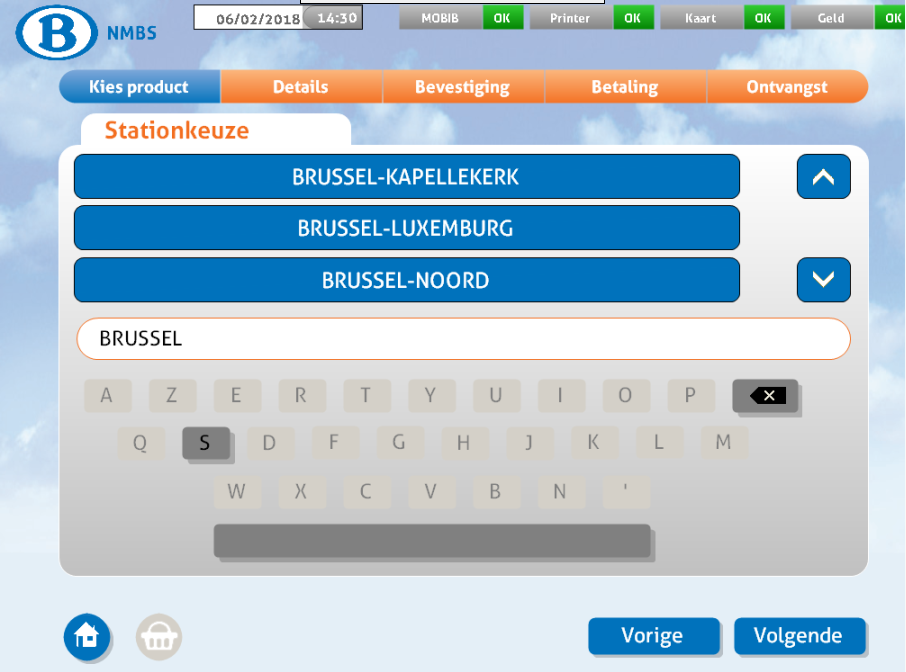 B NMBS
06/02/2018 14:30 MOBIB OK Printer OK Kaart OK Geld OK
Kies product Details Bevestiging Betaling Ontvangst
Stationkeuze
BRUSSEL-KAPELLEKERK
BRUSSEL-LUXEMBURG
BRUSSEL-NOORD
BRUSSEL
A Z E R T Y U I O P
Q S D F G H J K L M
W X C V B N '
Vorige Volgende